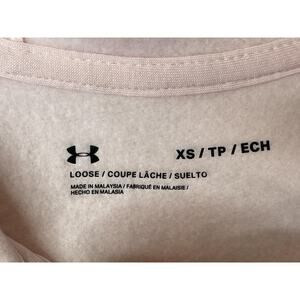 XS / TP / ECH
LOOSE / COUPE LÂCHE / SUELTO
MADE IN MALAYSIA / FABRIQUÉ EN MALAISIE /
HECHO EN MALASIA